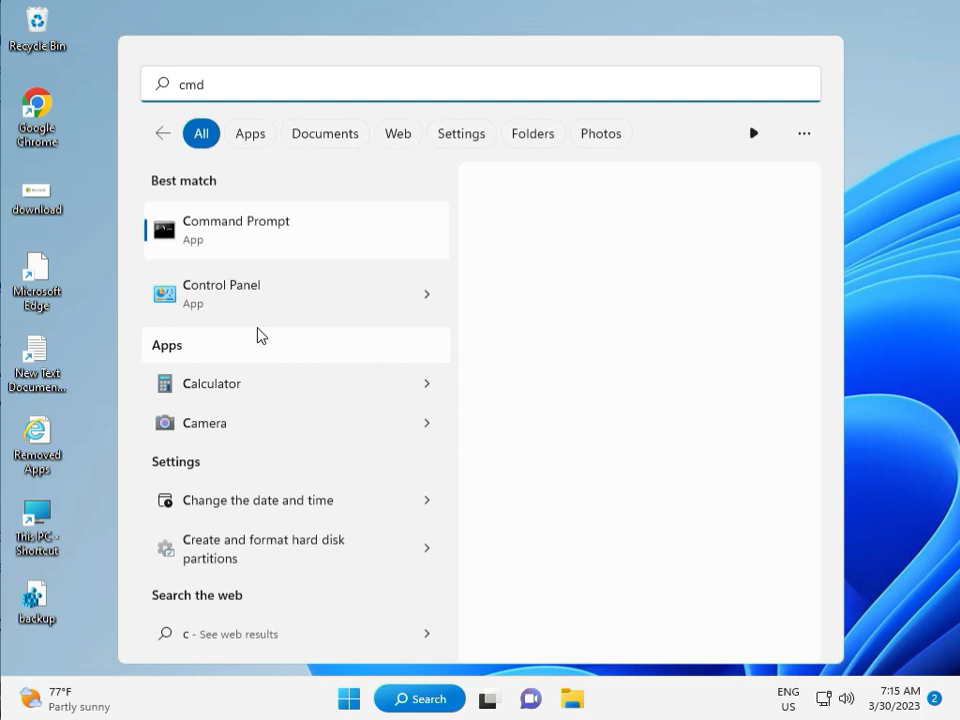 Recycle Bin
Google
Chrome
download
Microsoft
Edge
New Text
Documen...
Removed
Apps
This PC -
Shortcut
backup
cmd
All
Apps
Documents
Web
Settings
Folders
Photos
Best match
Command Prompt
App
Control Panel
App
Apps
Calculator
Camera
Settings
Change the date and time
Create and format hard disk
partitions
Search the web
c - See web results
77°F
Partly sunny
Search
ENG
US
7:15 AM
3/30/2023
2